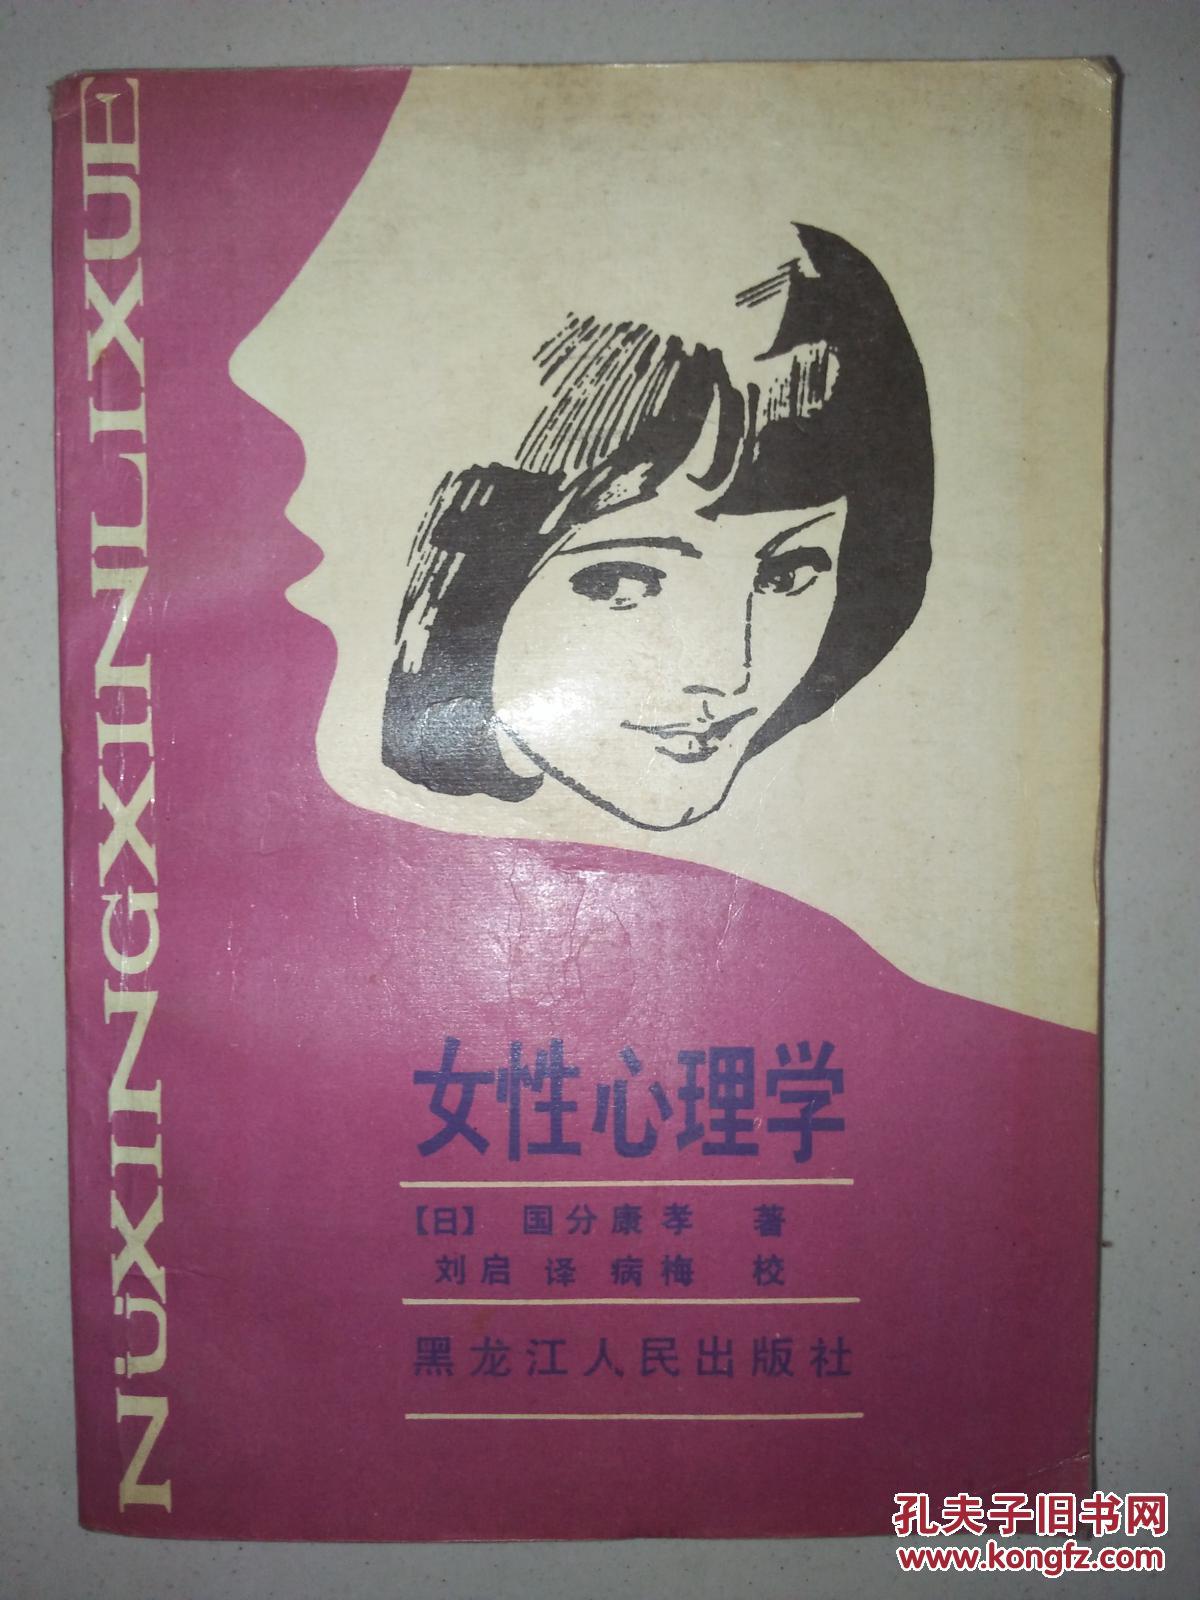 NÜXINGXINLIXUE
女性心理学
【日】 国分康孝 著
刘启 译 病梅 校
黑龙江人民出版社
孔夫子旧书网
www.kongfz.com